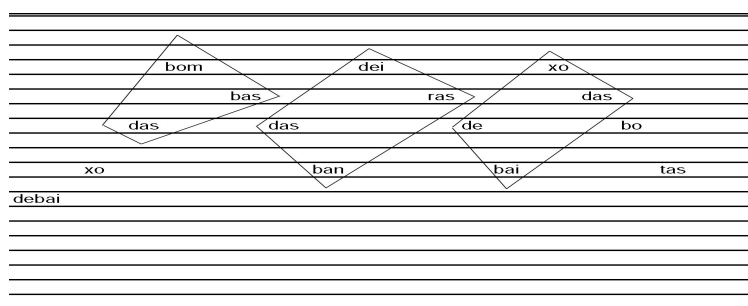 bom dei xo
bas ras das
das das de bo
xo ban bai tas
debai